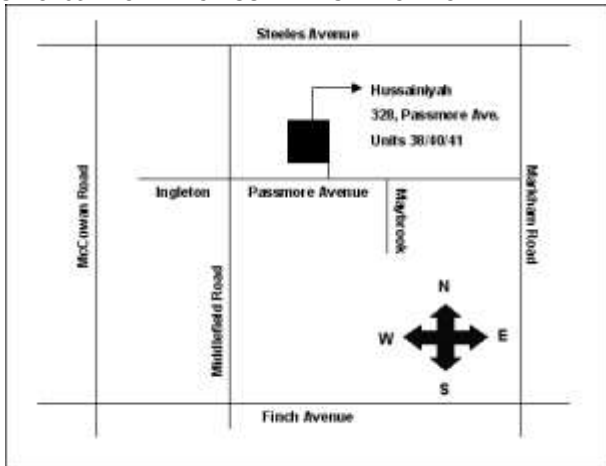 Steeles Avenue
Hussainiyah
328, Passmore Ave.
Units 38/40/41
Ingleton
Passmore Avenue
Maybrook
McCowan Road
Middlefield Road
Markham Road
N
W
E
S
Finch Avenue